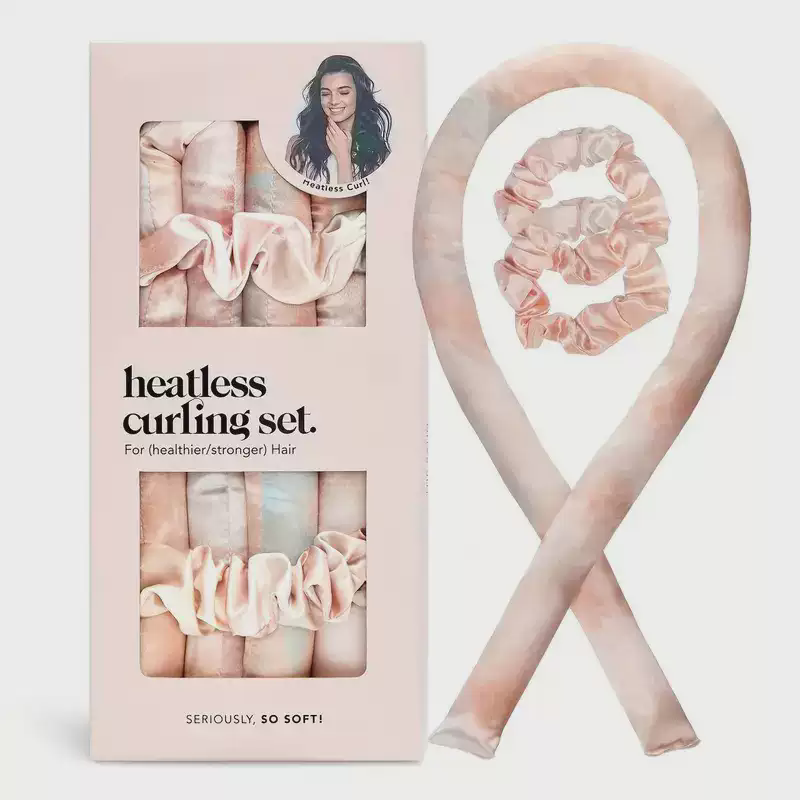 Heatless Curl!
heatless
curling set.
For (healthier/stronger) Hair
SERIOUSLY, SO SOFT!